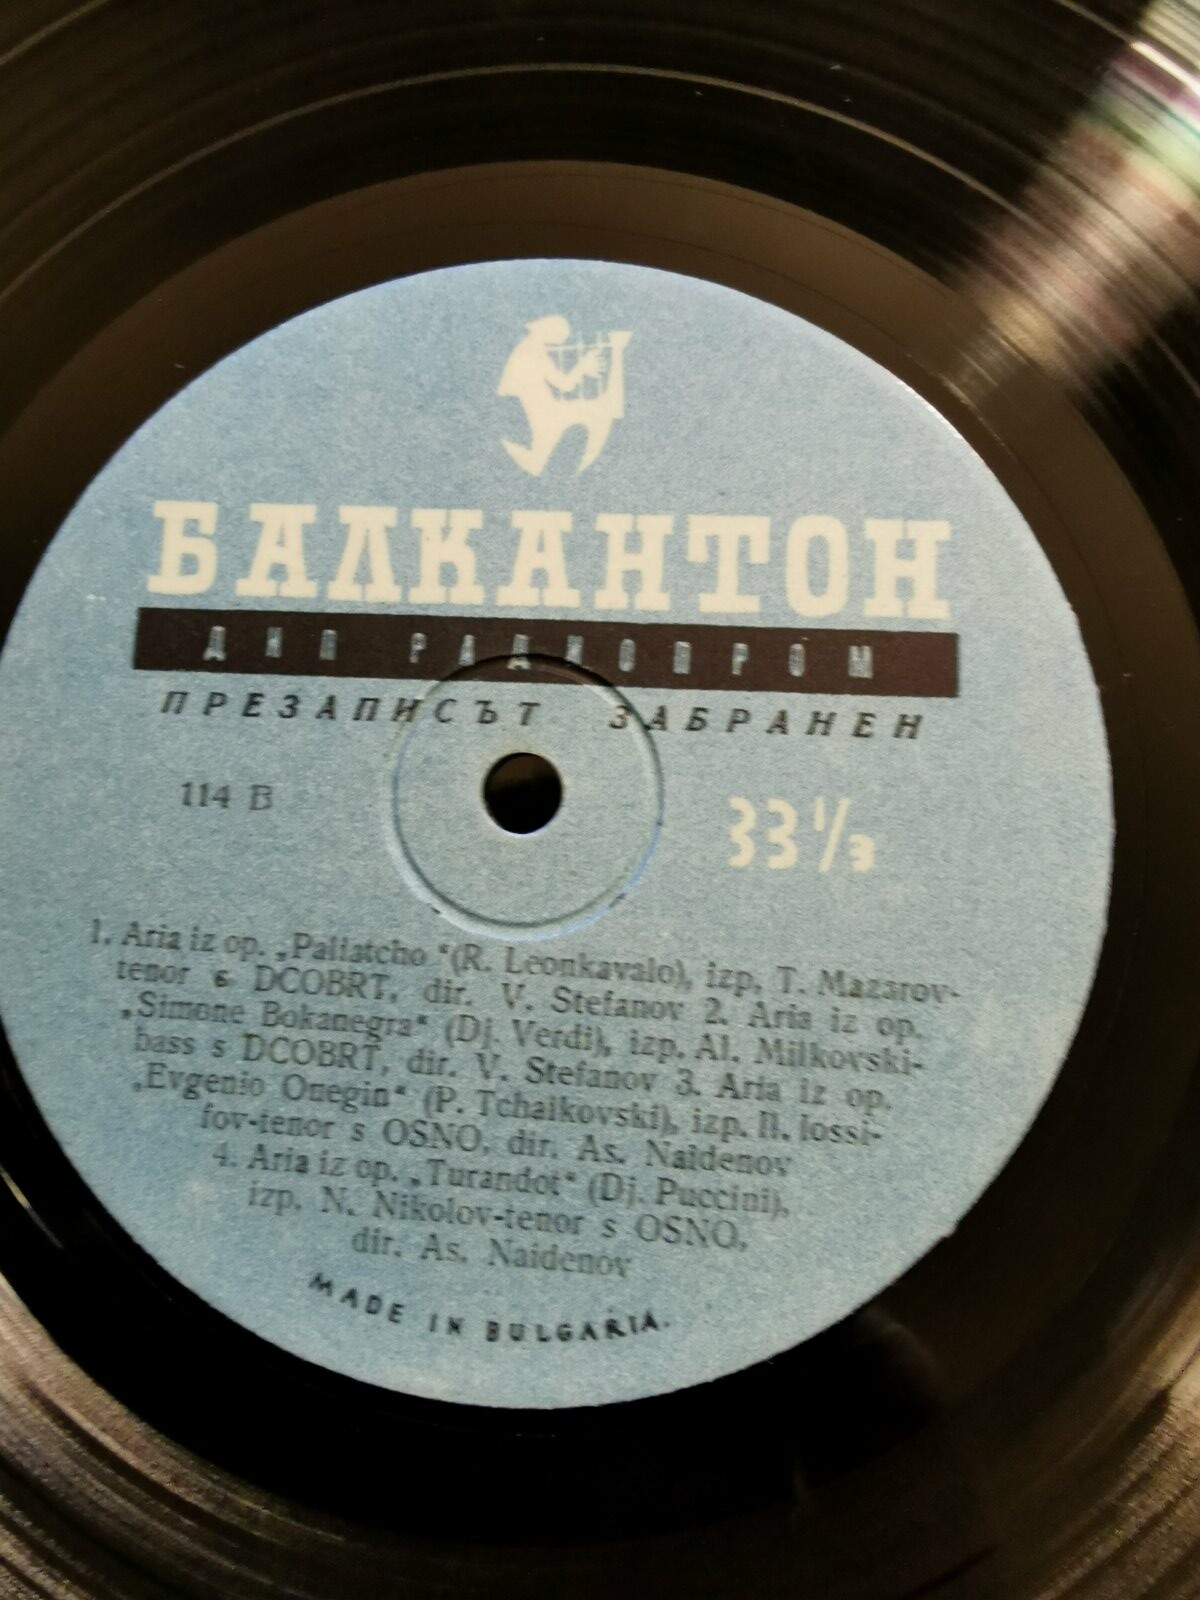 БАЛКАНТОН
ДИП РАДИОПРОМ
ПРЕЗАПИСЪТ ЗАБРАНЕН
114 B
33 1/3
1. Aria iz op. „Paliatcho“(R. Leonkavalo), izp. T. Mazarov-
tenor s DCOBRT, dir. V. Stefanov 2. Aria iz op.
„Simone Bokanegra“ (Dj. Verdi), izp. Al. Milkovski-
bass s DCOBRT, dir. V. Stefanov 3. Aria iz op.
„Evgenio Onegin“ (P. Tchaikovski), izp. Il. Iossi-
fov-tenor s OSNO, dir. As. Naidenov
4. Aria iz op. „Turandot“ (Dj. Puccini),
izp. N. Nikolov-tenor s OSNO,
dir. As. Naidenov
MADE IN BULGARIA.